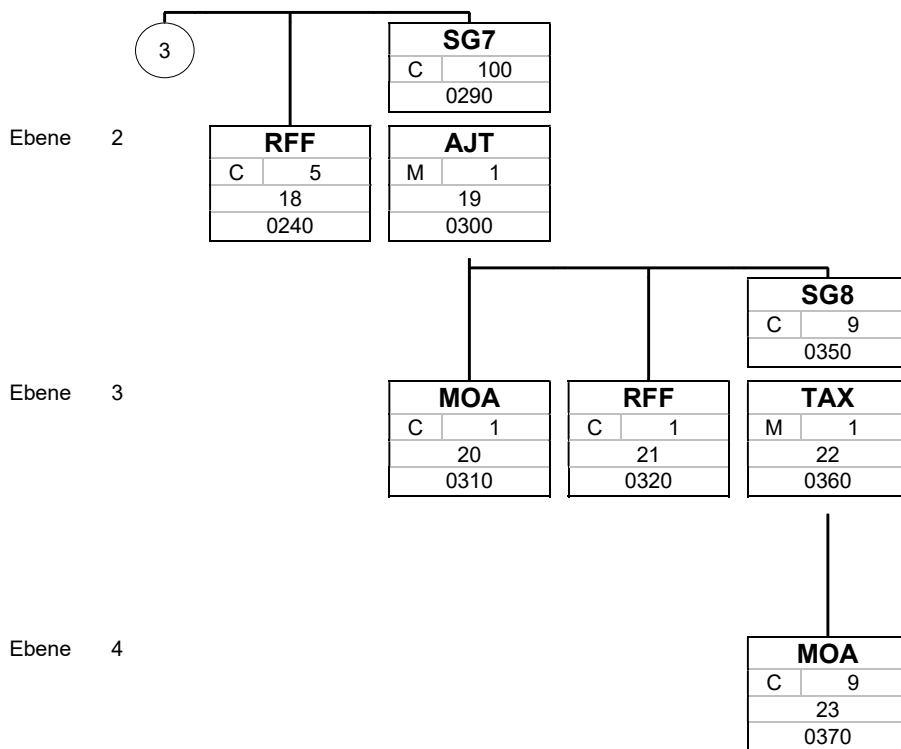 3
SG7
C 100
0290
Ebene 2
RFF
C 5
18
0240
AJT
M 1
19
0300
SG8
C 9
0350
Ebene 3
MOA
C 1
20
0310
RFF
C 1
21
0320
TAX
M 1
22
0360
Ebene 4
MOA
C 9
23
0370